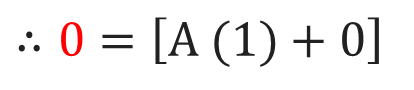 ∴ 0 = [A (1) + 0]